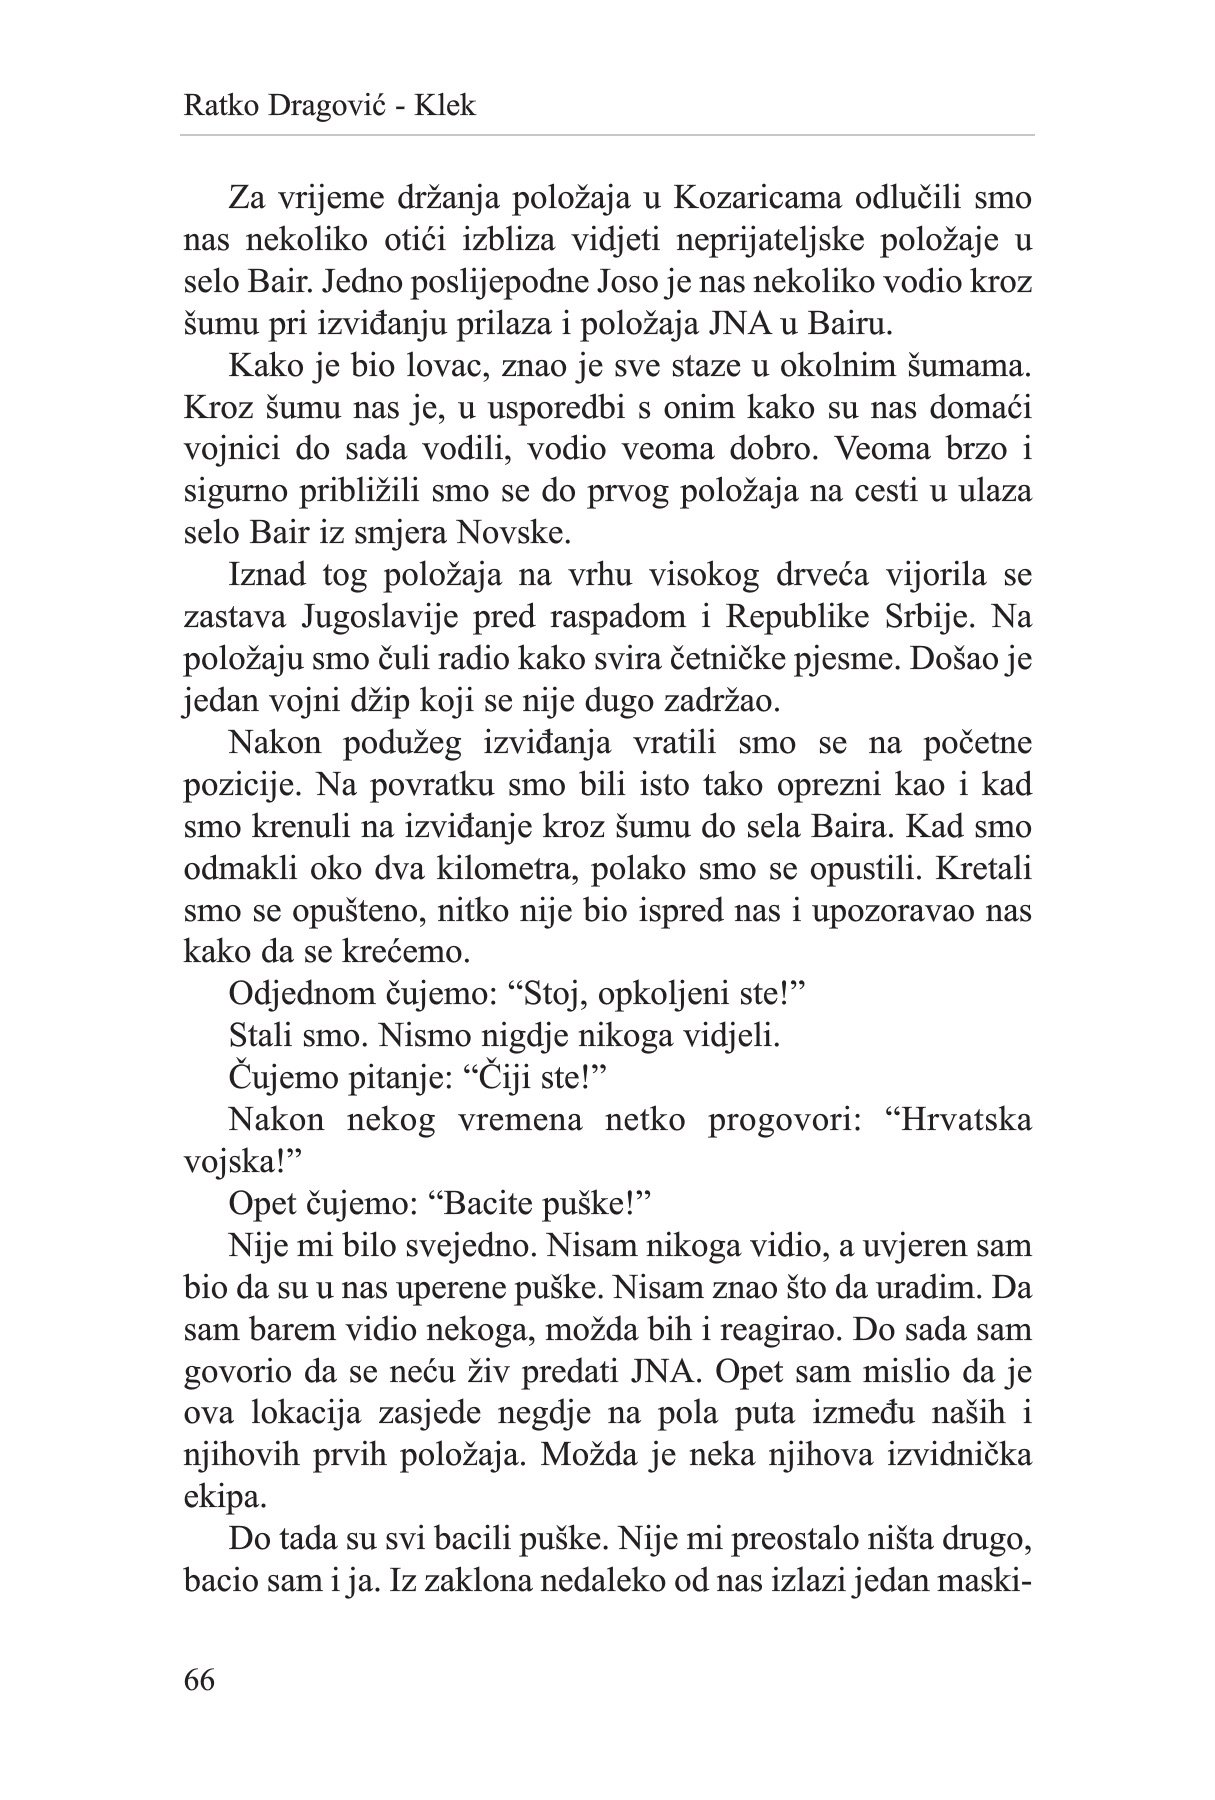 Ratko Dragović - Klek
Za vrijeme držanja položaja u Kozaricama odlučili smo
nas nekoliko otići izbliza vidjeti neprijateljske položaje u
selo Bair. Jedno poslijepodne Joso je nas nekoliko vodio kroz
šumu pri izviđanju prilaza i položaja JNA u Bairu.
Kako je bio lovac, znao je sve staze u okolnim šumama.
Kroz šumu nas je, u usporedbi s onim kako su nas domaći
vojnici do sada vodili, vodio veoma dobro. Veoma brzo i
sigurno približili smo se do prvog položaja na cesti u ulaza
selo Bair iz smjera Novske.
Iznad tog položaja na vrhu visokog drveća vijorila se
zastava Jugoslavije pred raspadom i Republike Srbije. Na
položaju smo čuli radio kako svira četničke pjesme. Došao je
jedan vojni džip koji se nije dugo zadržao.
Nakon podužeg izviđanja vratili smo se na početne
pozicije. Na povratku smo bili isto tako oprezni kao i kad
smo krenuli na izviđanje kroz šumu do sela Baira. Kad smo
odmakli oko dva kilometra, polako smo se opustili. Kretali
smo se opušteno, nitko nije bio ispred nas i upozoravao nas
kako da se krećemo.
Odjednom čujemo: “Stoj, opkoljeni ste!”
Stali smo. Nismo nigdje nikoga vidjeli.
Čujemo pitanje: “Čiji ste!”
Nakon nekog vremena netko progovori: “Hrvatska
vojska!”
Opet čujemo: “Bacite puške!”
Nije mi bilo svejedno. Nisam nikoga vidio, a uvjeren sam
bio da su u nas uperene puške. Nisam znao što da uradim. Da
sam barem vidio nekoga, možda bih i reagirao. Do sada sam
govorio da se neću živ predati JNA. Opet sam mislio da je
ova lokacija zasjede negdje na pola puta između naših i
njihovih prvih položaja. Možda je neka njihova izvidnička
ekipa.
Do tada su svi bacili puške. Nije mi preostalo ništa drugo,
bacio sam i ja. Iz zaklona nedaleko od nas izlazi jedan maski-
66